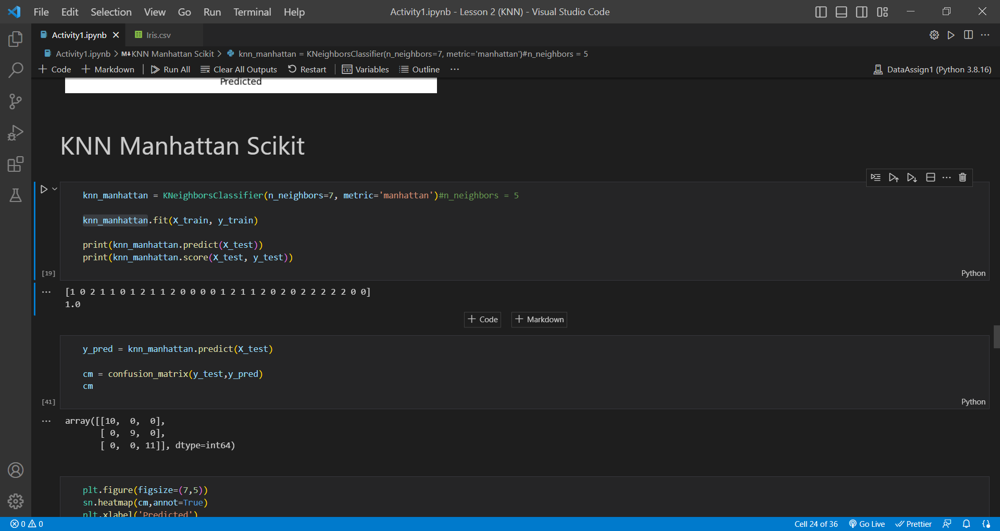 File Edit Selection View Go Run Terminal Help Activity1.ipynb - Lesson 2 (KNN) - Visual Studio Code
Activity1.ipynb Iris.csv
Activity1.ipynb > M↓KNN Manhattan Scikit > knn_manhattan = KNeighborsClassifier(n_neighbors=7, metric='manhattan')#n_neighbors = 5
+ Code + Markdown | Run All Clear All Outputs Restart | Variables Outline ... DataAssign1 (Python 3.8.16)
Predicted
KNN Manhattan Scikit
knn_manhattan = KNeighborsClassifier(n_neighbors=7, metric='manhattan')#n_neighbors = 5
knn_manhattan.fit(X_train, y_train)
print(knn_manhattan.predict(X_test))
print(knn_manhattan.score(X_test, y_test))
[19] Python
[1 0 2 1 1 0 1 2 1 1 2 0 0 0 0 1 2 1 1 2 0 2 0 2 2 2 2 2 0 0]
1.0
+ Code + Markdown
y_pred = knn_manhattan.predict(X_test)
cm = confusion_matrix(y_test,y_pred)
cm
[41] Python
array([[10, 0, 0],
[ 0, 9, 0],
[ 0, 0, 11]], dtype=int64)
plt.figure(figsize=(7,5))
sn.heatmap(cm,annot=True)
plt.xlabel('Predicted')
0 0 Cell 24 of 36 Go Live Prettier